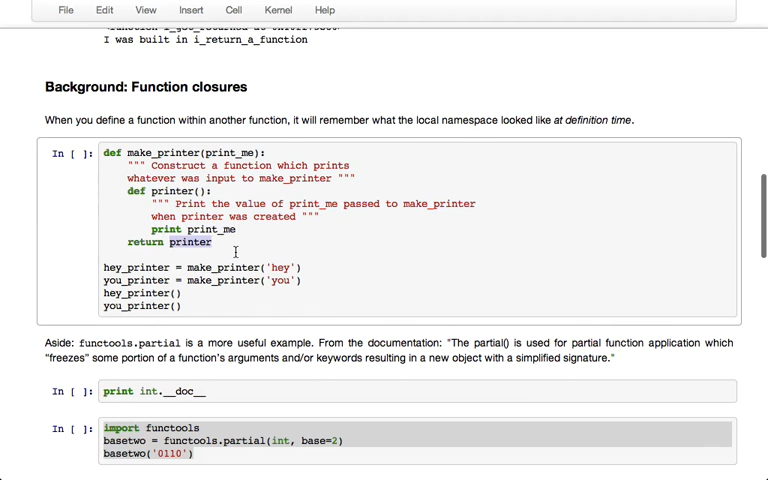 File Edit View Insert Cell Kernel Help
I was built in i_return_a_function
Background: Function closures
When you define a function within another function, it will remember what the local namespace looked like at definition time.
In [ ]: def make_printer(print_me):
""" Construct a function which prints
whatever was input to make_printer """
def printer():
""" Print the value of print_me passed to make_printer
when printer was created """
print print_me
return printer
hey_printer = make_printer('hey')
you_printer = make_printer('you')
hey_printer()
you_printer()
Aside: functools.partial is a more useful example. From the documentation: "The partial() is used for partial function application which
"freezes" some portion of a function's arguments and/or keywords resulting in a new object with a simplified signature."
In [ ]: print int.__doc__
In [ ]: import functools
basetwo = functools.partial(int, base=2)
basetwo('0110')